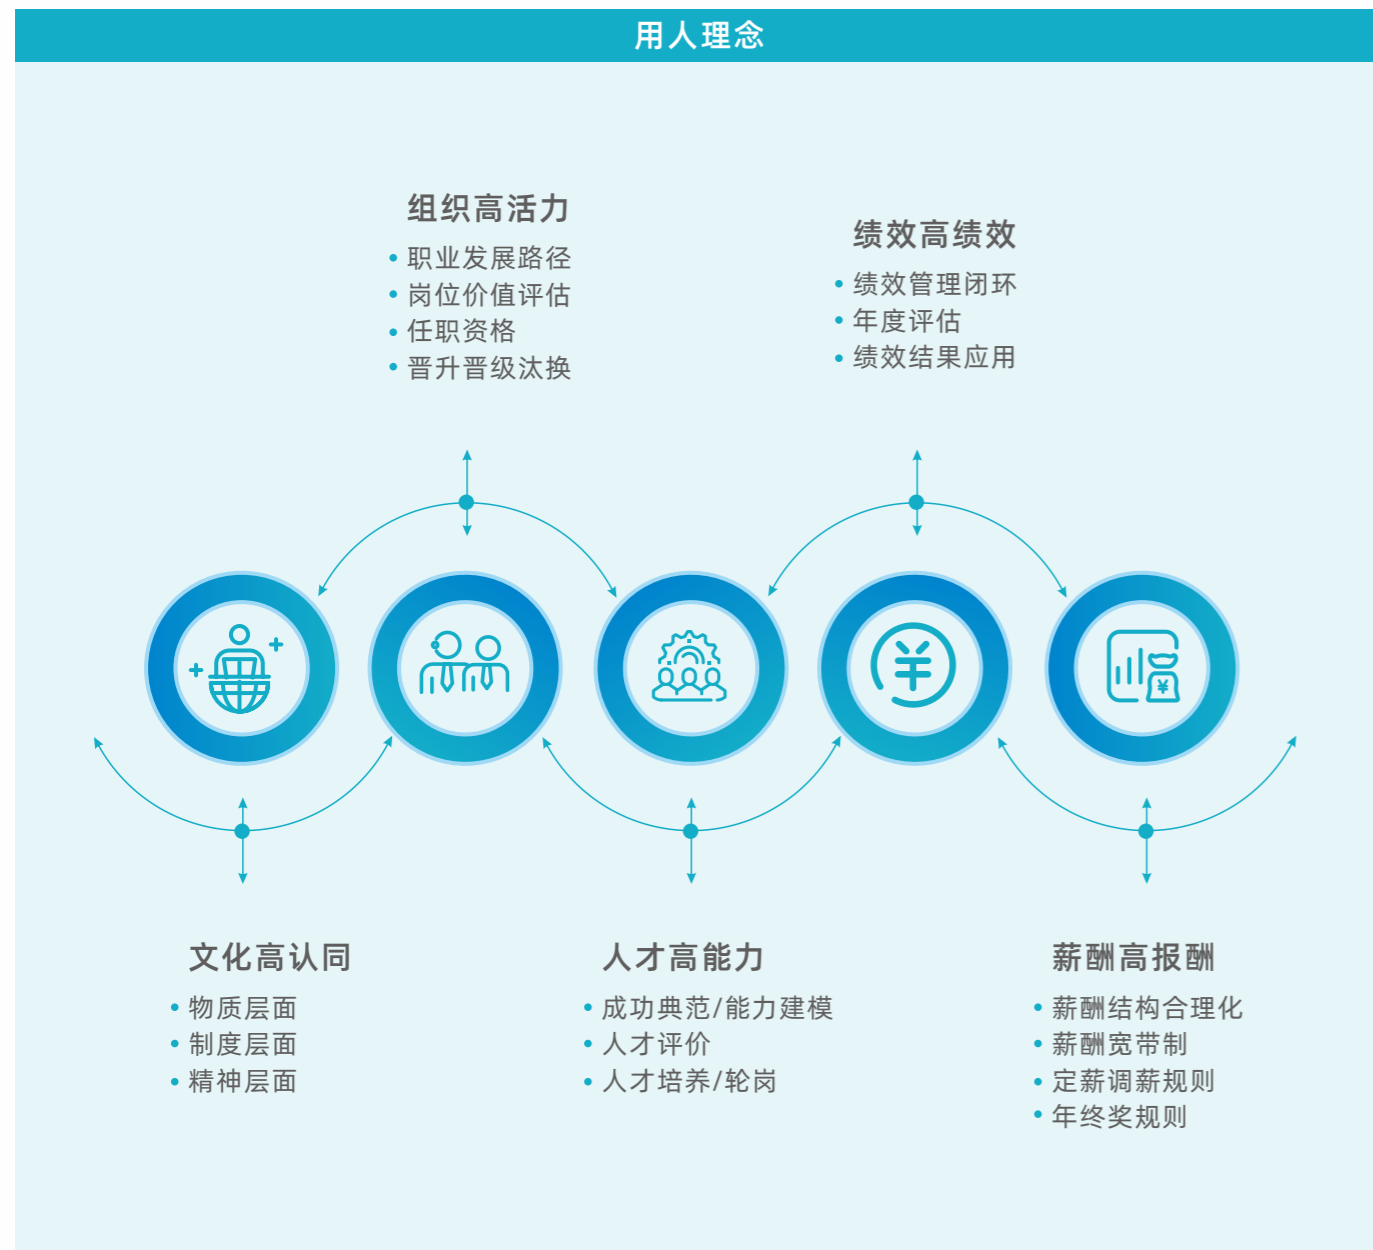 用人理念
组织高活力
• 职业发展路径
• 岗位价值评估
• 任职资格
• 晋升晋级汰换
绩效高绩效
• 绩效管理闭环
• 年度评估
• 绩效结果应用
¥
¥
文化高认同
• 物质层面
• 制度层面
• 精神层面
人才高能力
• 成功典范/能力建模
• 人才评价
• 人才培养/轮岗
薪酬高报酬
• 薪酬结构合理化
• 薪酬宽带制
• 定薪调薪规则
• 年终奖规则